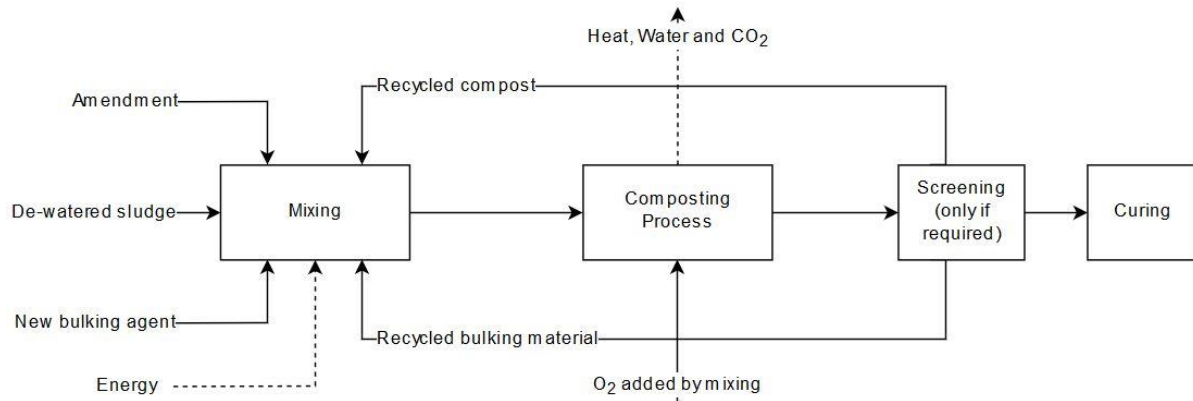 Heat, Water and CO₂
Amendment
Recycled compost
De-watered sludge
Mixing
Composting
Process
Screening
(only if
required)
Curing
New bulking agent
Recycled bulking material
Energy
O₂ added by mixing